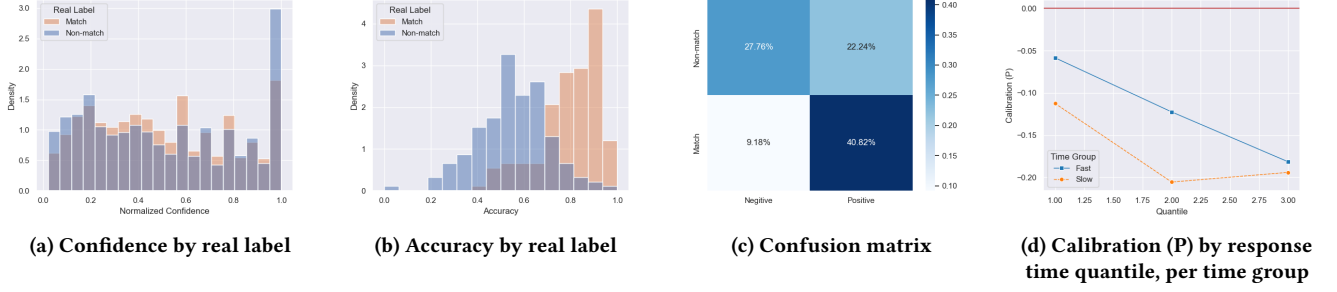 3.0
2.5
2.0
1.5
1.0
0.5
0.0
Density
Real Label
Match
Non-match
0.0 0.2 0.4 0.6 0.8 1.0
Normalized Confidence
(a) Confidence by real label
4
3
2
1
0
Density
Real Label
Match
Non-match
0.0 0.2 0.4 0.6 0.8 1.0
Accuracy
(b) Accuracy by real label
Non-match
Match
27.76% 22.24%
9.18% 40.82%
Negitive Positive
0.40
0.35
0.30
0.25
0.20
0.15
0.10
(c) Confusion matrix
0.00
−0.05
−0.10
−0.15
−0.20
Calibration (P)
Time Group
Fast
Slow
1.00 1.25 1.50 1.75 2.00 2.25 2.50 2.75 3.00
Quantile
(d) Calibration (P) by response
time quantile, per time group